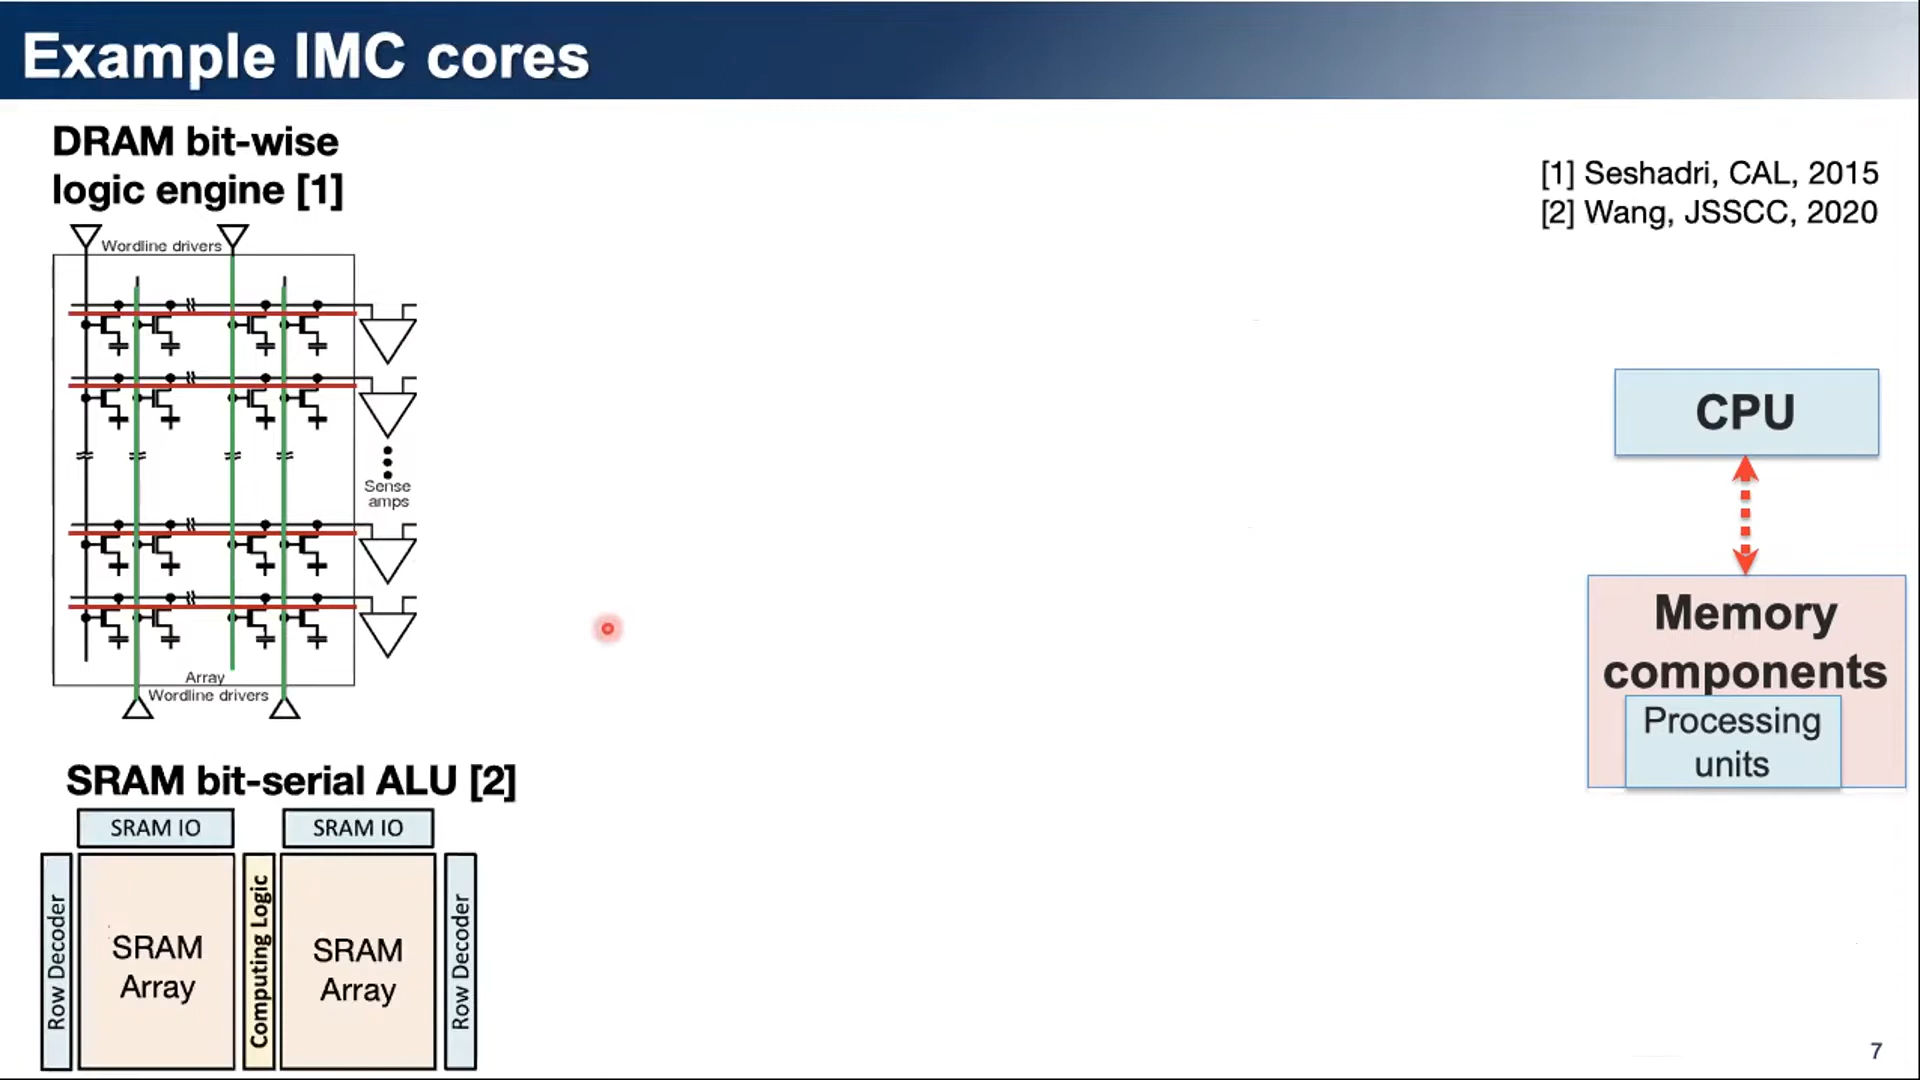 Example IMC cores
DRAM bit-wise
logic engine [1]
Wordline drivers
Sense
amps
Array
Wordline drivers
SRAM bit-serial ALU [2]
SRAM IO
SRAM IO
Row Decoder
SRAM
Array
Computing Logic
SRAM
Array
Row Decoder
[1] Seshadri, CAL, 2015
[2] Wang, JSSCC, 2020
CPU
Memory
components
Processing
units
7